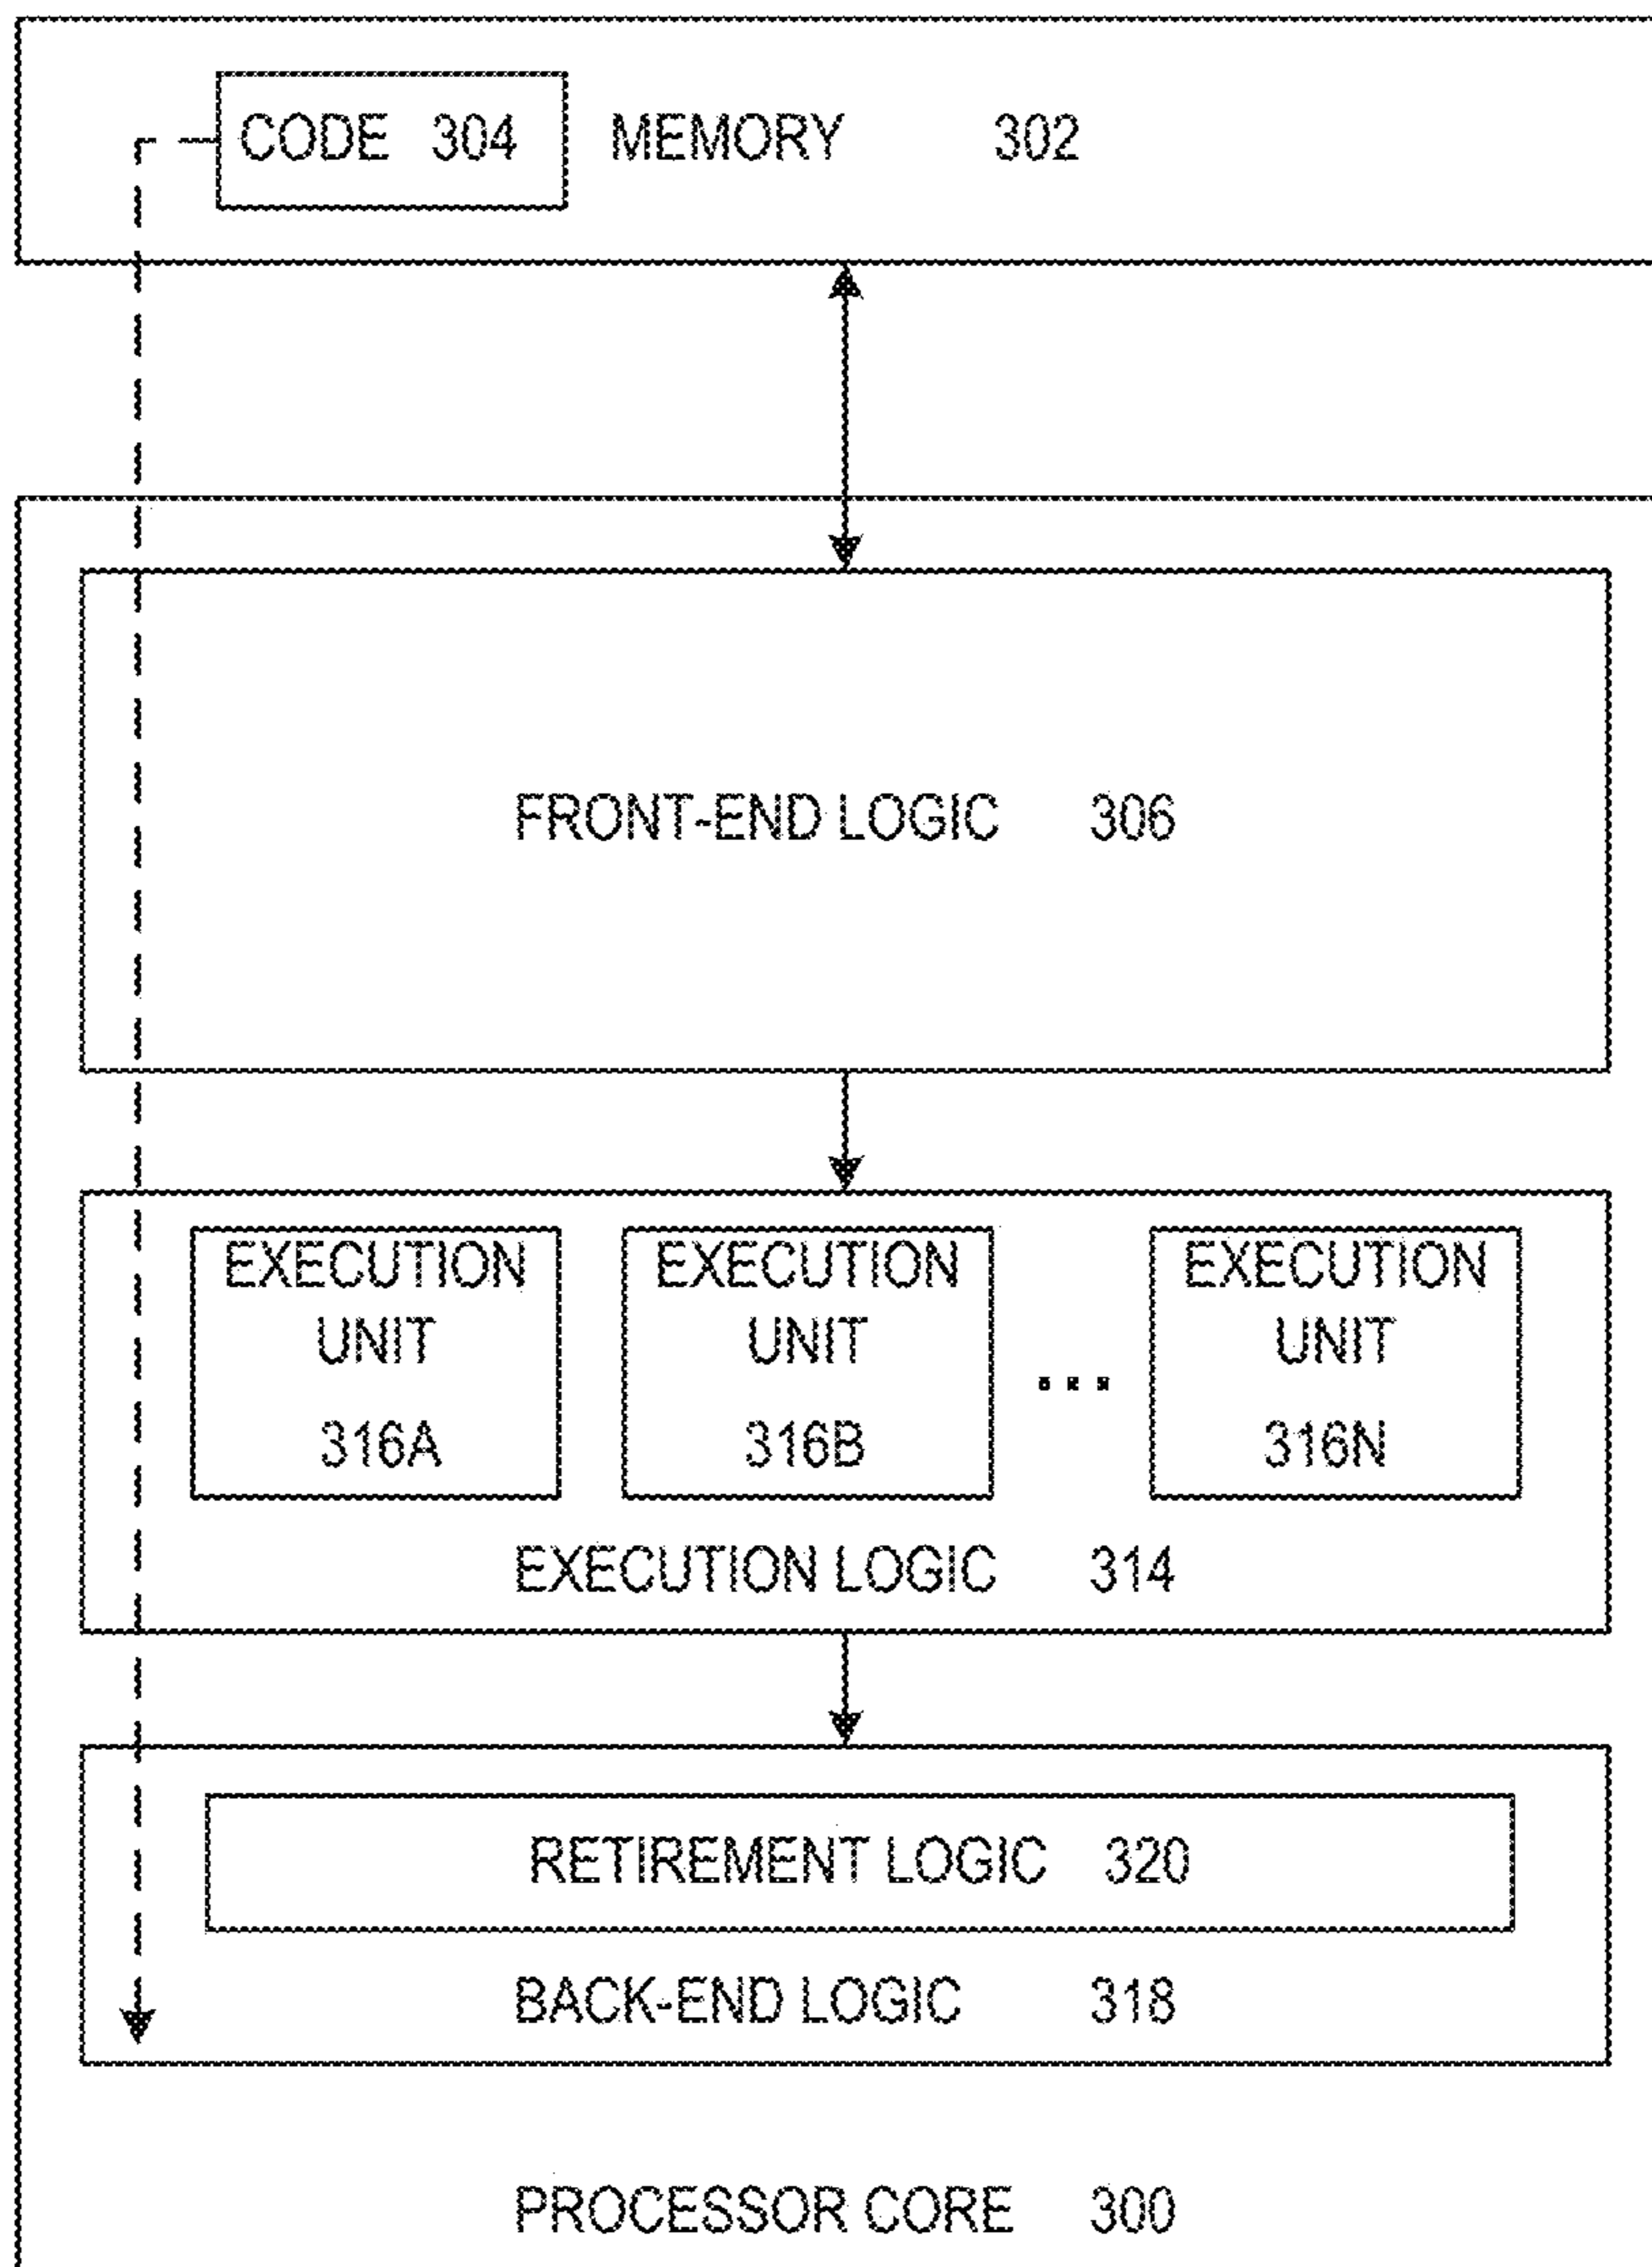 CODE 304 MEMORY 302
FRONT-END LOGIC 306
EXECUTION UNIT 316A
EXECUTION UNIT 316B
...
EXECUTION UNIT 316N
EXECUTION LOGIC 314
RETIREMENT LOGIC 320
BACK-END LOGIC 318
PROCESSOR CORE 300